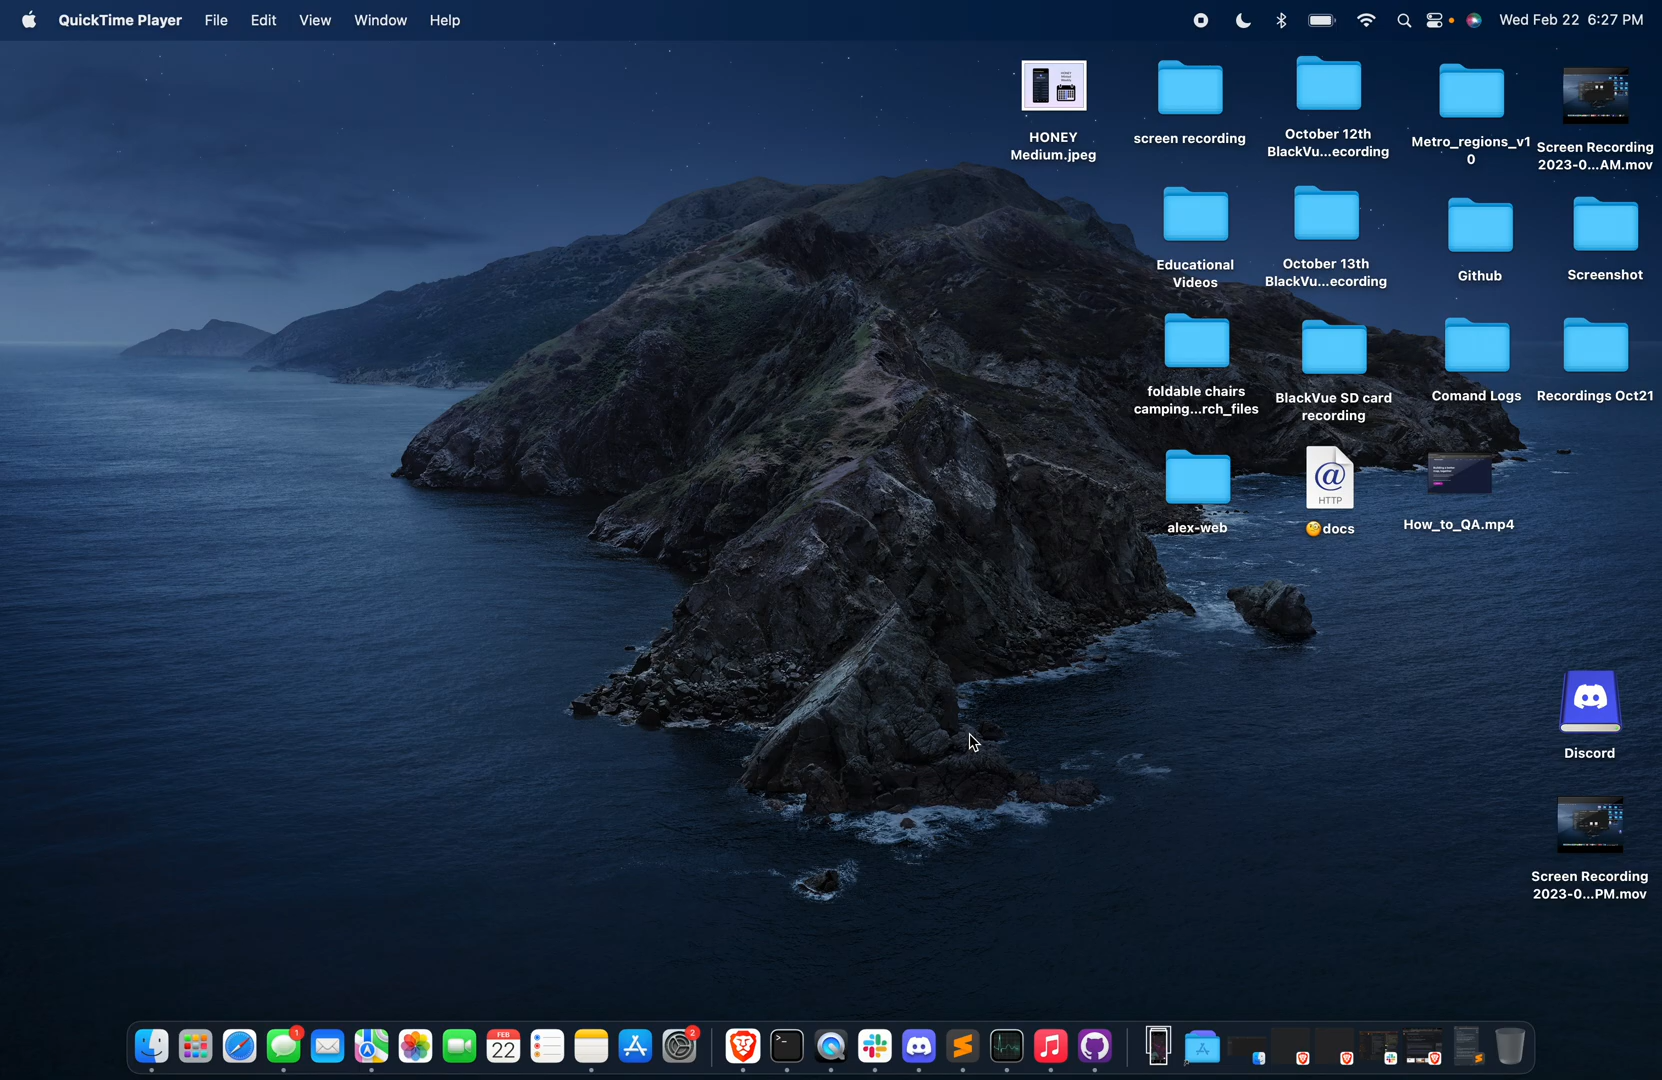 QuickTime Player File Edit View Window Help Wed Feb 22 6:27 PM
HONEY
Medium.jpeg
screen recording
October 12th
BlackVu...ecording
Metro_regions_v1
0
Screen Recording
2023-0...AM.mov
Educational
Videos
October 13th
BlackVu...ecording
Github
Screenshot
foldable chairs
camping...rch_files
BlackVue SD card
recording
Comand Logs
Recordings Oct21
alex-web
HTTP
🧐docs
How_to_QA.mp4
Discord
Screen Recording
2023-0...PM.mov
1
FEB
22
2